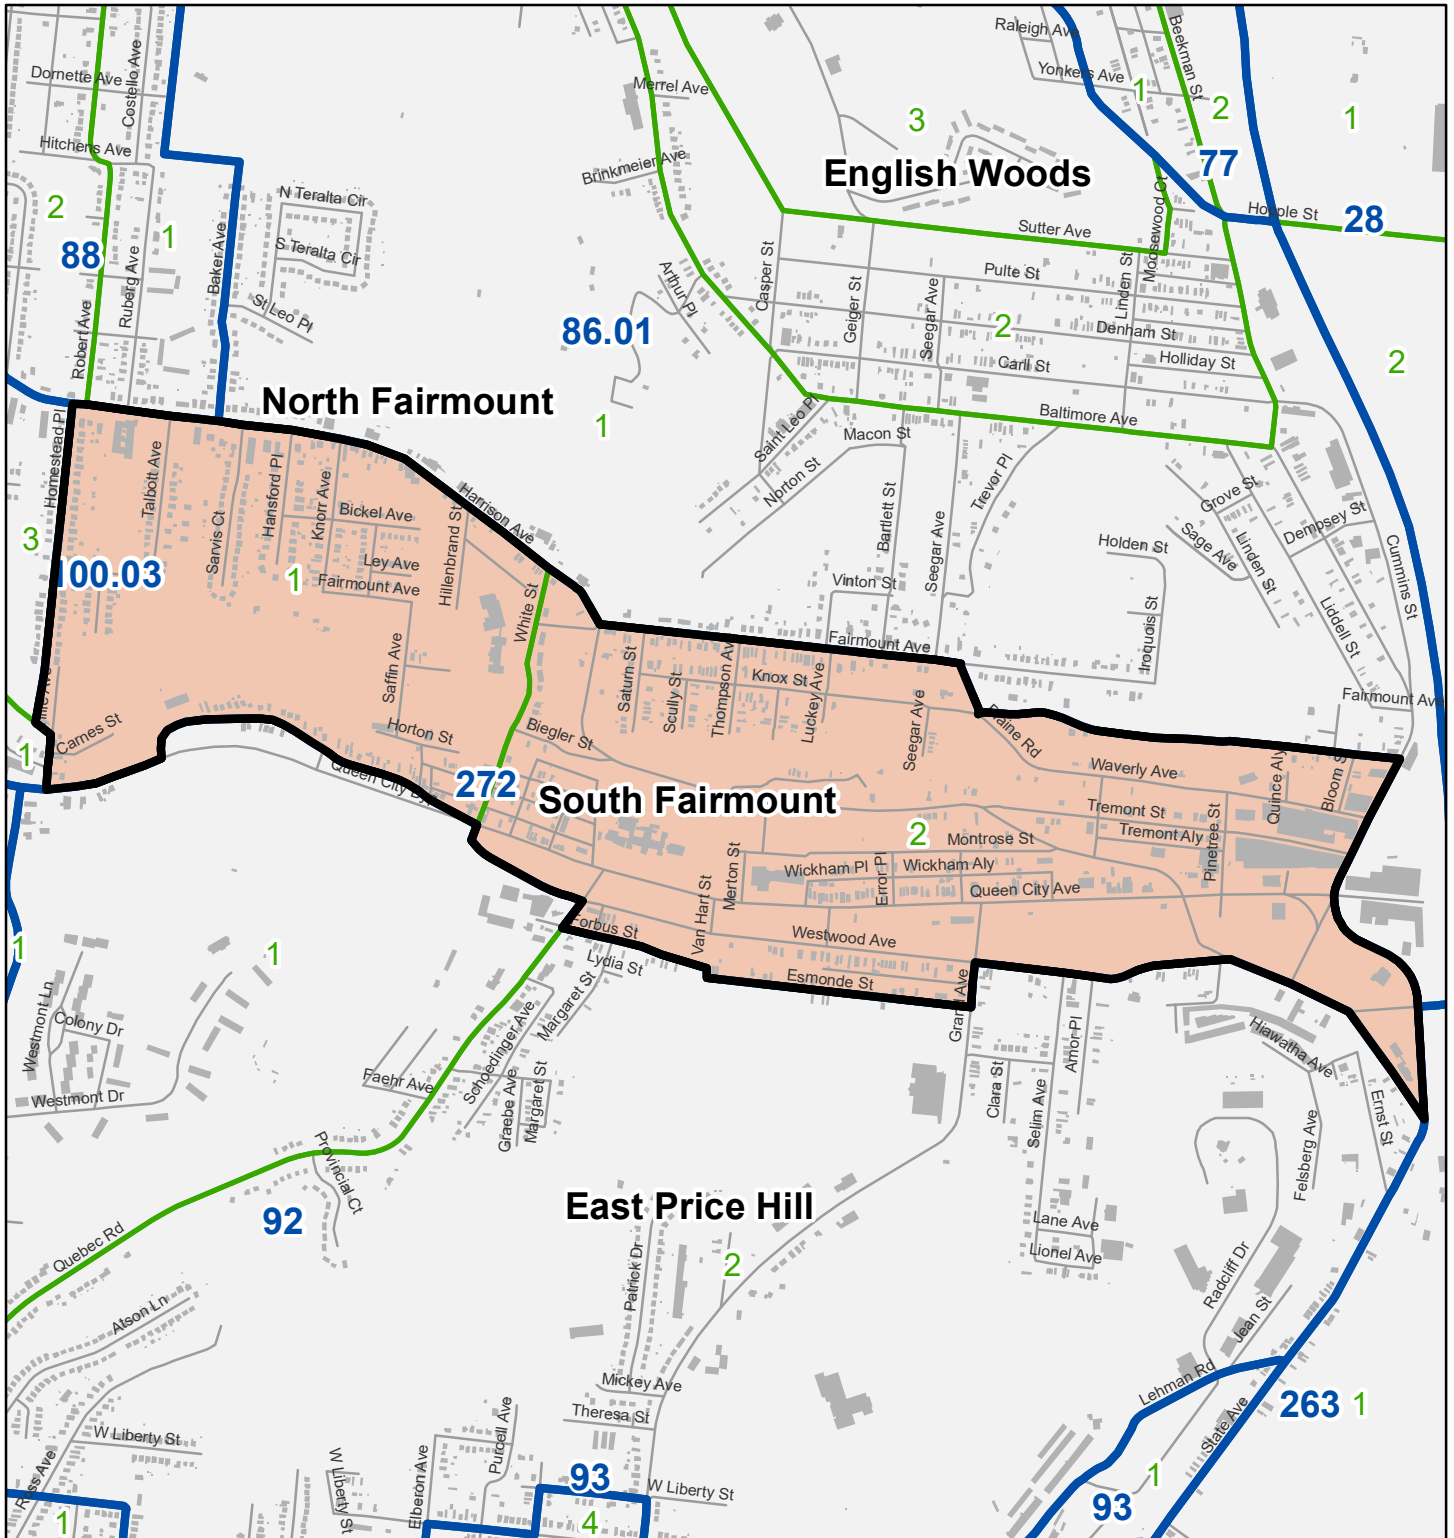 Raleigh Ave
Beekman St
Dornette Ave
Costello Ave
Merrel Ave
Yonkers Ave
1
2
1
3
Hitchens Ave
Brinkmeier Ave
English Woods
77
N Teralta Cir
2
Moosewood Ct
Hopple St
28
88
1
Baker Ave
S Teralta Cir
Sutter Ave
Casper St
Pulte St
Ruberg Ave
Arthur Pl
Linden St
St Leo Pl
Geiger St
Seegar Ave
2
Denham St
86.01
Robert Ave
Carll St
Holliday St
2
North Fairmount
1
Baltimore Ave
Saint Leo Pl
Macon St
Homestead Pl
Talbott Ave
Hansford Pl
Knorr Ave
Norton St
Trevor Pl
Grove St
Harrison Ave
Bickel Ave
Bartlett St
Dempsey St
Sarvis Ct
Hillenbrand St
Seegar Ave
Sage Ave
3
Holden St
Linden St
Cummins St
00.03
1
Ley Ave
Fairmount Ave
Vinton St
White St
Liddell St
Iroquois St
Fairmount Ave
Saffin Ave
Saturn St
Scully St
Thompson Av
Knox St
Luckey Ave
Fairmount Ave
Carnes St
Horton St
Biegler St
Seegar Ave
Blaine Rd
1
Queen City Byp
272
South Fairmount
Waverly Ave
Quince Aly
Bloom S
Tremont St
2
Montrose St
Tremont Aly
Pinetree St
Merton St
Wickham Pl
Error Pl
Wickham Aly
Queen City Ave
Van Hart St
Forbus St
Westwood Ave
1
1
Lydia St
Esmonde St
Grand Ave
Westmont Ln
Colony Dr
Margaret St
Schoedinger Ave
Amor Pl
Hiawatha Ave
Faehr Ave
Westmont Dr
Graebe Ave
Margaret St
Clara St
Selim Ave
Ernst St
Provincial Ct
Felsberg Ave
92
East Price Hill
Lane Ave
Quebec Rd
2
Lionel Ave
Patrick Dr
Radcliff Dr
Atson Ln
Jean St
Mickey Ave
Lehman Rd
Theresa St
263
1
W Liberty St
Purcell Ave
State Ave
Ross Ave
W Liberty St
Elberon Ave
93
W Liberty St
1
1
4
93